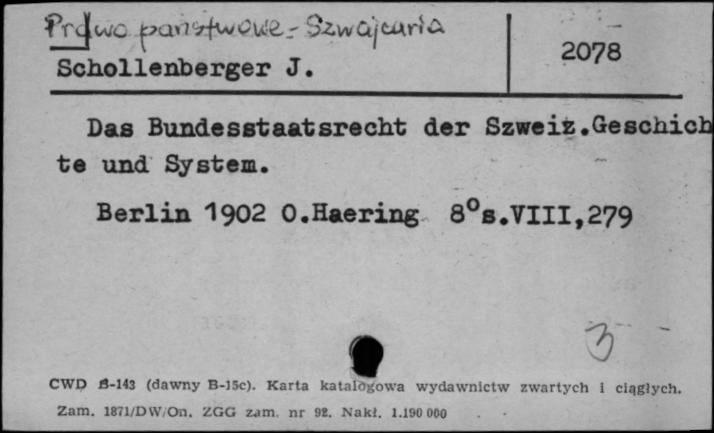 Prawo państwowe - Szwajcaria
2078
Schollenberger J.
Das Bundesstaatsrecht der Szweiz.Geschich
te und System.
Berlin 1902 O.Haering 8°s.VIII,279
3
CWD B-143 (dawny B-15c). Karta katalogowa wydawnictw zwartych i ciągłych.
Zam. 1871/DW/On. ZGG zam. nr 92. Nakł. 1.190 000